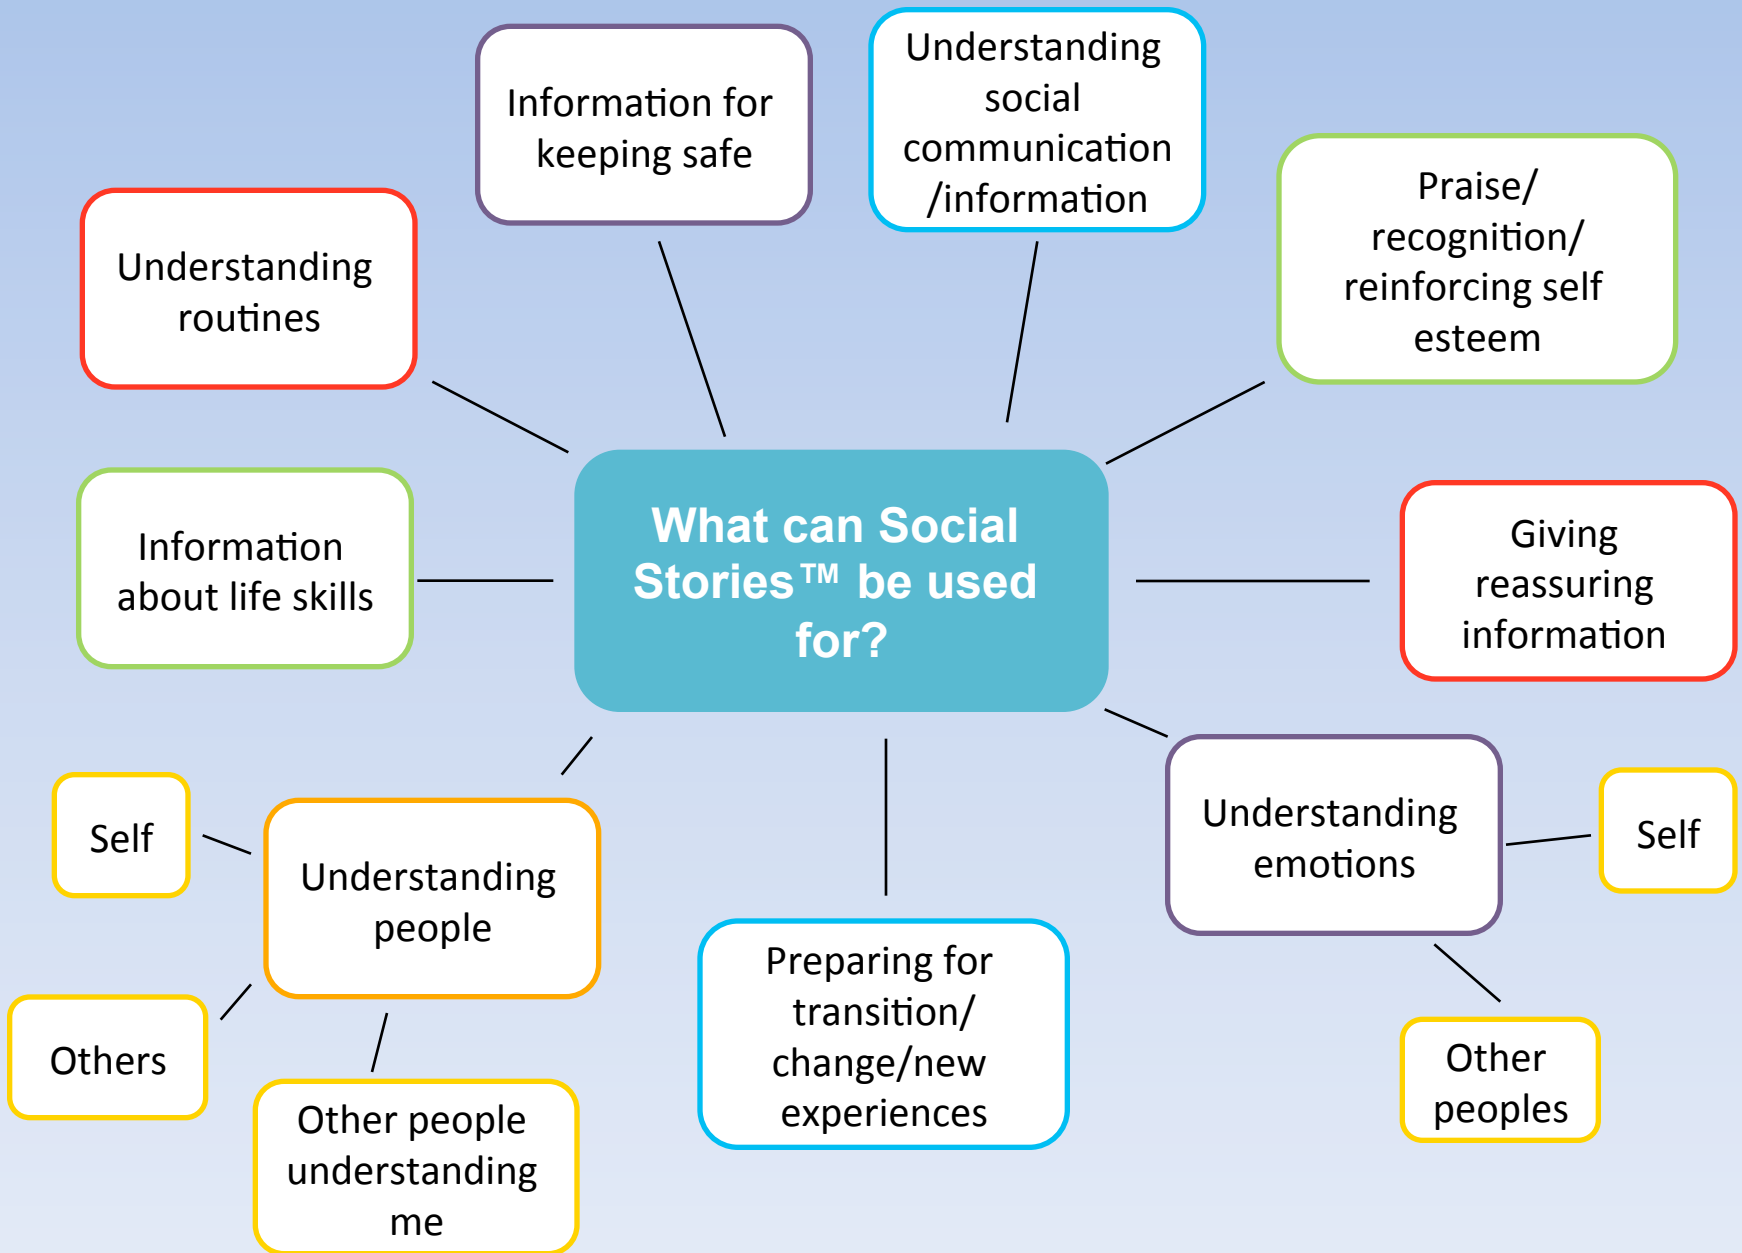 Understanding
social
communication
/information
Information for
keeping safe
Praise/
recognition/
reinforcing self
esteem
Understanding
routines
What can Social
Stories™ be used
for?
Giving
reassuring
information
Information
about life skills
Understanding
emotions
Self
Self
Understanding
people
Preparing for
transition/
change/new
experiences
Others
Other
peoples
Other people
understanding
me